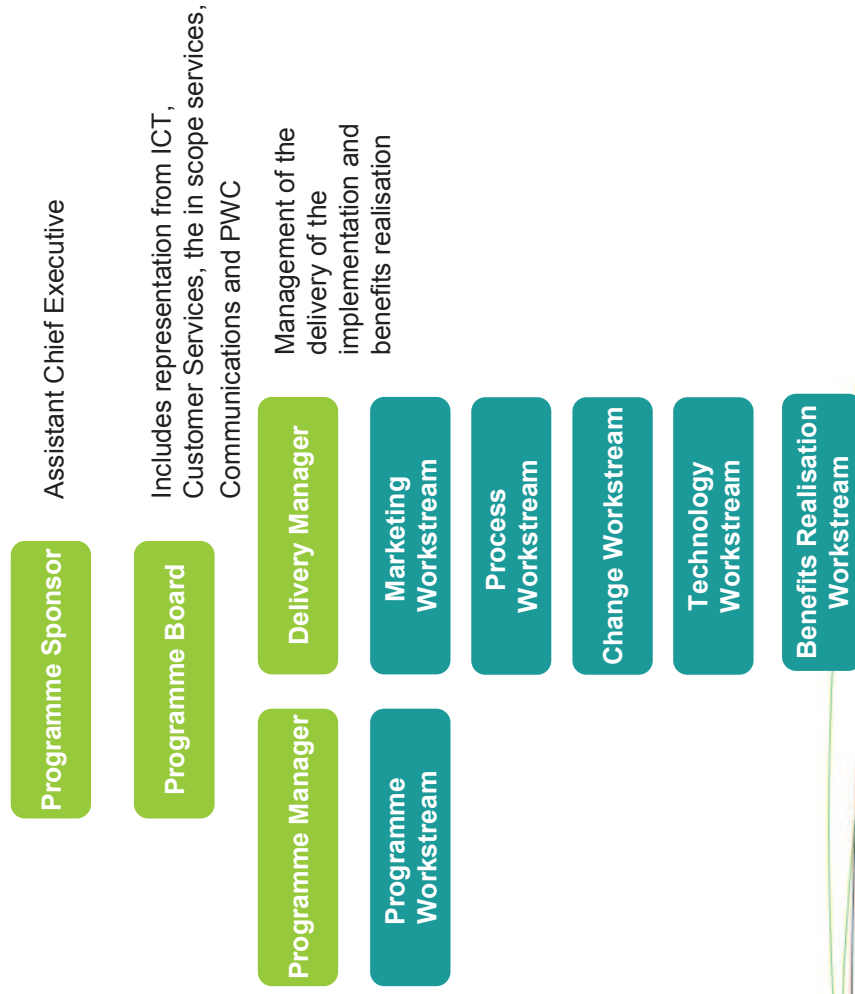 Programme Sponsor
Assistant Chief Executive
Programme Board
Includes representation from ICT,
Customer Services, the in scope services,
Communications and PWC
Programme Manager
Delivery Manager
Management of the
delivery of the
implementation and
benefits realisation
Programme
Workstream
Marketing
Workstream
Process
Workstream
Change Workstream
Technology
Workstream
Benefits Realisation
Workstream